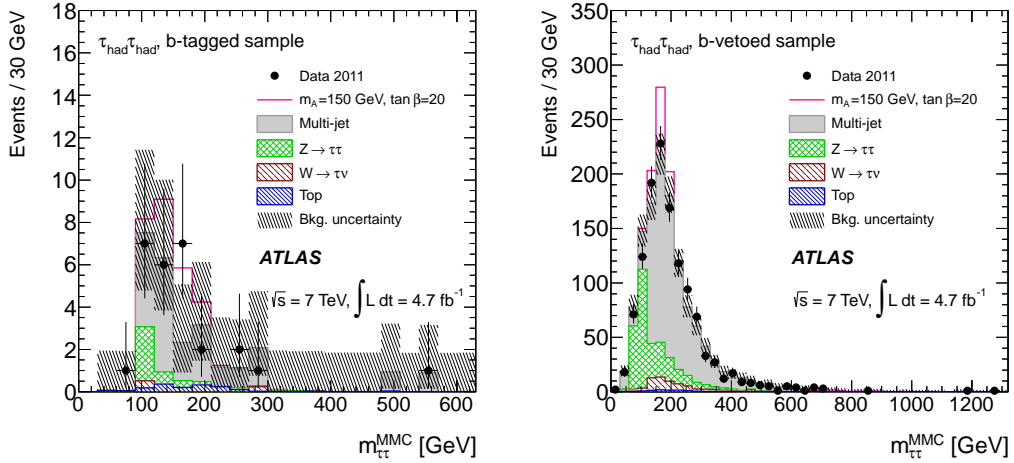 Events / 30 GeV
18
16
14
12
10
8
6
4
2
0
τhadτhad, b-tagged sample
Data 2011
mA=150 GeV, tan β=20
Multi-jet
Z → ττ
W → τν
Top
Bkg. uncertainty
ATLAS
√s = 7 TeV, ∫ L dt = 4.7 fb⁻¹
0 100 200 300 400 500 600
mττMMC [GeV]
Events / 30 GeV
350
300
250
200
150
100
50
0
τhadτhad, b-vetoed sample
Data 2011
mA=150 GeV, tan β=20
Multi-jet
Z → ττ
W → τν
Top
Bkg. uncertainty
ATLAS
√s = 7 TeV, ∫ L dt = 4.7 fb⁻¹
0 200 400 600 800 1000 1200
mττMMC [GeV]